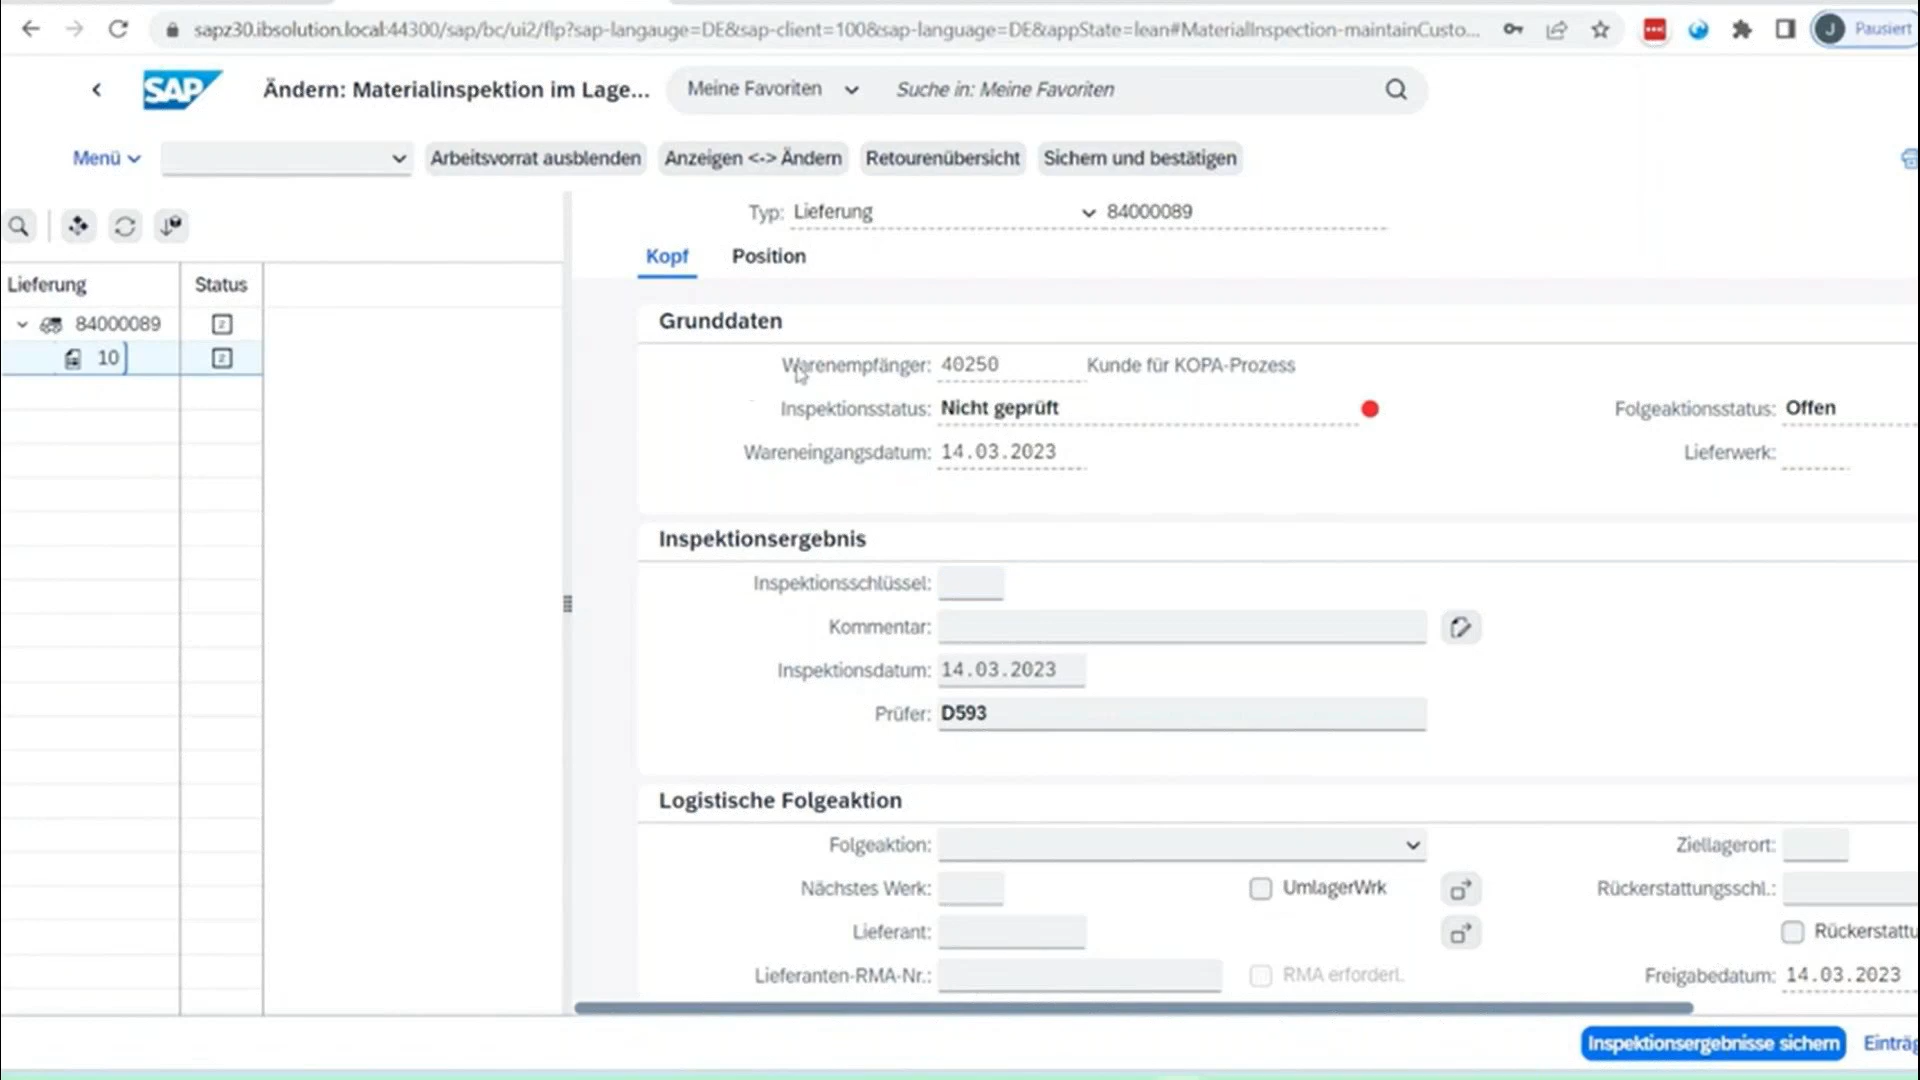 sapz30.ibsolution.local:44300/sap/bc/ui2/flp?sap-langauge=DE&sap-client=100&sap-language=DE&appState=lean#MaterialInspection-maintainCusto...
J Pausiert
SAP Ändern: Materialinspektion im Lage... Meine Favoriten Suche in: Meine Favoriten
Menü Arbeitsvorrat ausblenden Anzeigen <-> Ändern Retourenübersicht Sichern und bestätigen
Typ: Lieferung 84000089
Kopf Position
Lieferung Status
84000089
10
Grunddaten
Warenempfänger: 40250 Kunde für KOPA-Prozess
Inspektionsstatus: Nicht geprüft Folgeaktionsstatus: Offen
Wareneingangsdatum: 14.03.2023 Lieferwerk:
Inspektionsergebnis
Inspektionsschlüssel:
Kommentar:
Inspektionsdatum: 14.03.2023
Prüfer: D593
Logistische Folgeaktion
Folgeaktion: Ziellagerort:
Nächstes Werk: UmlagerWrk Rückerstattungsschl.:
Lieferant: Rückerstattu
Lieferanten-RMA-Nr.: RMA erforderl. Freigabedatum: 14.03.2023
Inspektionsergebnisse sichern Einträg